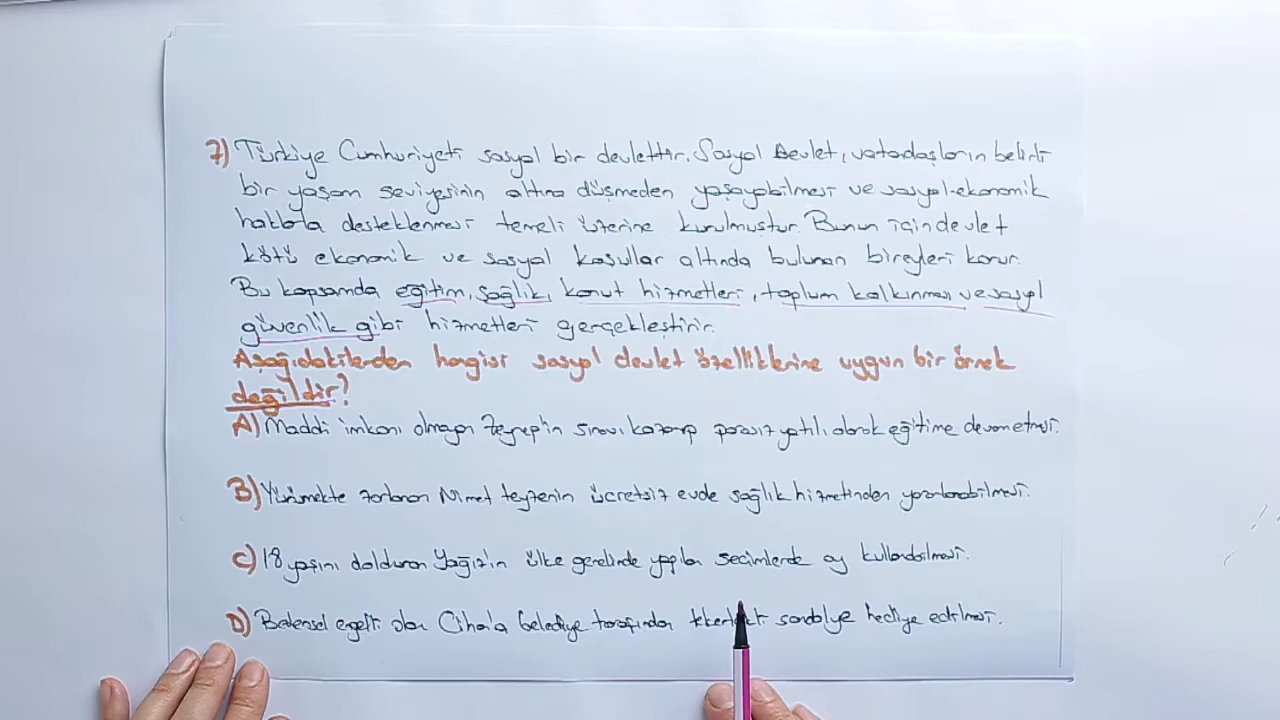 7) Türkiye Cumhuriyeti sosyal bir devlettir. Sosyal Devlet, vatandaşların belirli
bir yaşam seviyesinin altına düşmeden yaşayabilmesi ve sosyal-ekonomik
haklarla desteklenmesi temeli üzerine kurulmuştur. Bunun için devlet
kötü ekonomik ve sosyal koşullar altında bulunan bireyleri korur.
Bu kapsamda eğitim, sağlık, konut hizmetleri, toplum kalkınması ve sosyal
güvenlik gibi hizmetleri gerçekleştirir.
Aşağıdakilerden hangisi sosyal devlet özelliklerine uygun bir örnek
değildir?
A) Maddi imkanı olmayan Zeynep'in sınavı kazanıp parasız yatılı olarak eğitime devam etmesi.
B) Yürümekte zorlanan Nimet teyzenin ücretsiz evde sağlık hizmetinden yararlanabilmesi.
C) 18 yaşını dolduran Yağız'ın ülke genelinde yapılan seçimlerde oy kullanabilmesi.
D) Bedensel engelli olan Cihan'a belediye tarafından tekerlekli sandalye hediye edilmesi.